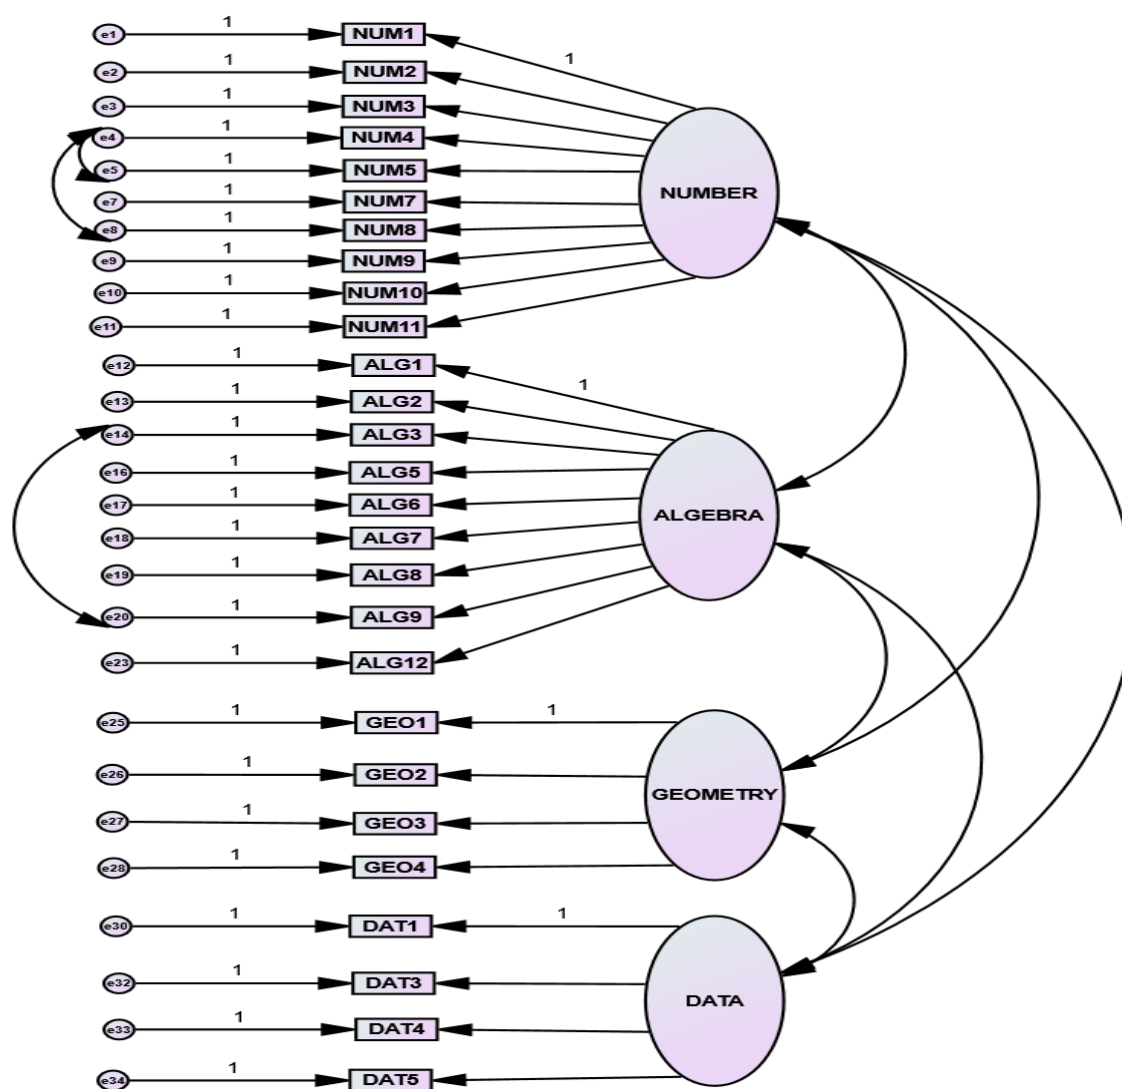 e1 1 NUM1
1
e2 1 NUM2
e3 1 NUM3
e4 1 NUM4
e5 1 NUM5
e7 1 NUM7
NUMBER
e8 1 NUM8
e9 1 NUM9
e10 1 NUM10
e11 1 NUM11
e12 1 ALG1
1
e13 1 ALG2
e14 1 ALG3
e16 1 ALG5
e17 1 ALG6
ALGEBRA
e18 1 ALG7
e19 1 ALG8
e20 1 ALG9
e23 1 ALG12
e25 1 GEO1 1
e26 1 GEO2
GEOMETRY
e27 1 GEO3
e28 1 GEO4
e30 1 DAT1 1
e32 1 DAT3
DATA
e33 1 DAT4
e34 1 DAT5